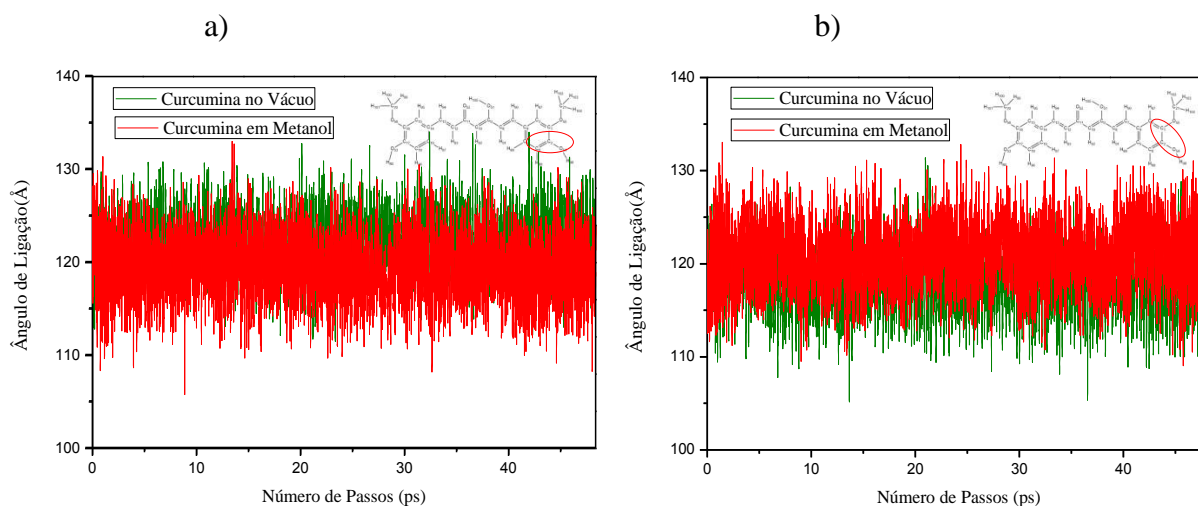 a)
b)
Curcumina no Vácuo
Curcumina em Metanol
Ângulo de Ligação(Å)
140
130
120
110
100
0
10
20
30
40
Número de Passos (ps)
Curcumina no Vácuo
Curcumina em Metanol
Ângulo de Ligação(Å)
140
130
120
110
100
0
10
20
30
40
Número de Passos (ps)